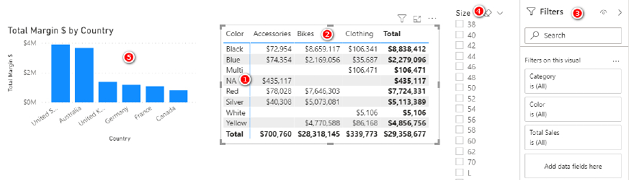 Total Margin $ by Country
Total Margin $
$4M
$2M
$0M
United S...
Australia
United K...
Germany
France
Canada
Country
5
Color Accessories Bikes Clothing Total
Black $72,954 $8,659,117 $106,341 $8,838,412
Blue $74,354 $2,169,056 $35,687 $2,279,096
Multi $106,471 $106,471
NA $435,117 $435,117
Red $78,028 $7,646,303 $7,724,331
Silver $40,308 $5,073,081 $5,113,389
White $5,106 $5,106
Yellow $4,770,588 $86,168 $4,856,756
Total $700,760 $28,318,145 $339,773 $29,358,677
1
2
Size
4
38
40
42
44
46
48
50
52
54
56
58
60
62
70
L
Filters
3
Search
Filters on this visual
Category
is (All)
Color
is (All)
Total Sales
is (All)
Add data fields here